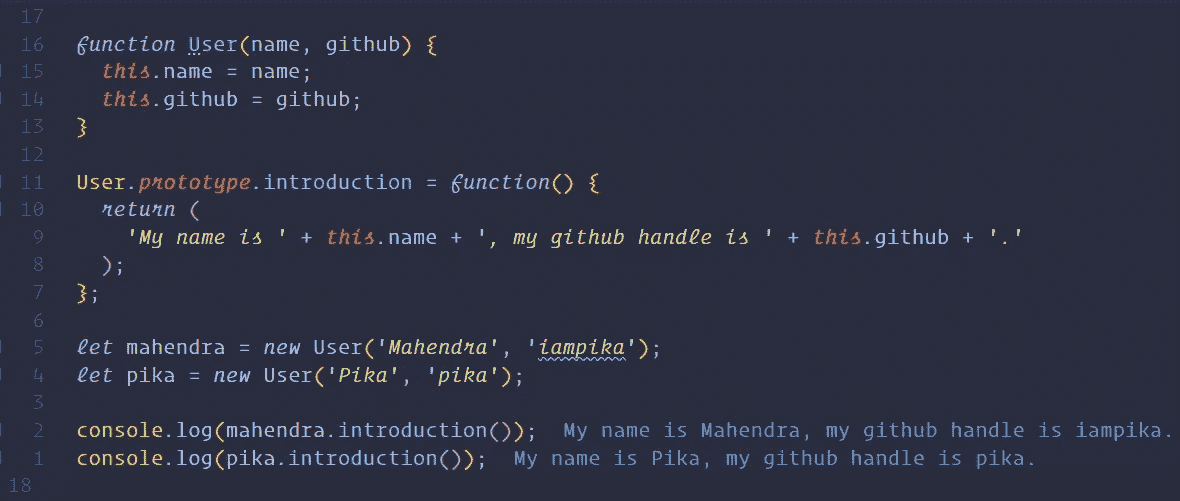 17
16 function User(name, github) {
15 this.name = name;
14 this.github = github;
13 }
12
11 User.prototype.introduction = function() {
10 return (
9 'My name is ' + this.name + ', my github handle is ' + this.github + '.'
8 );
7 };
6
5 let mahendra = new User('Mahendra', 'iampika');
4 let pika = new User('Pika', 'pika');
3
2 console.log(mahendra.introduction()); My name is Mahendra, my github handle is iampika.
1 console.log(pika.introduction()); My name is Pika, my github handle is pika.
18